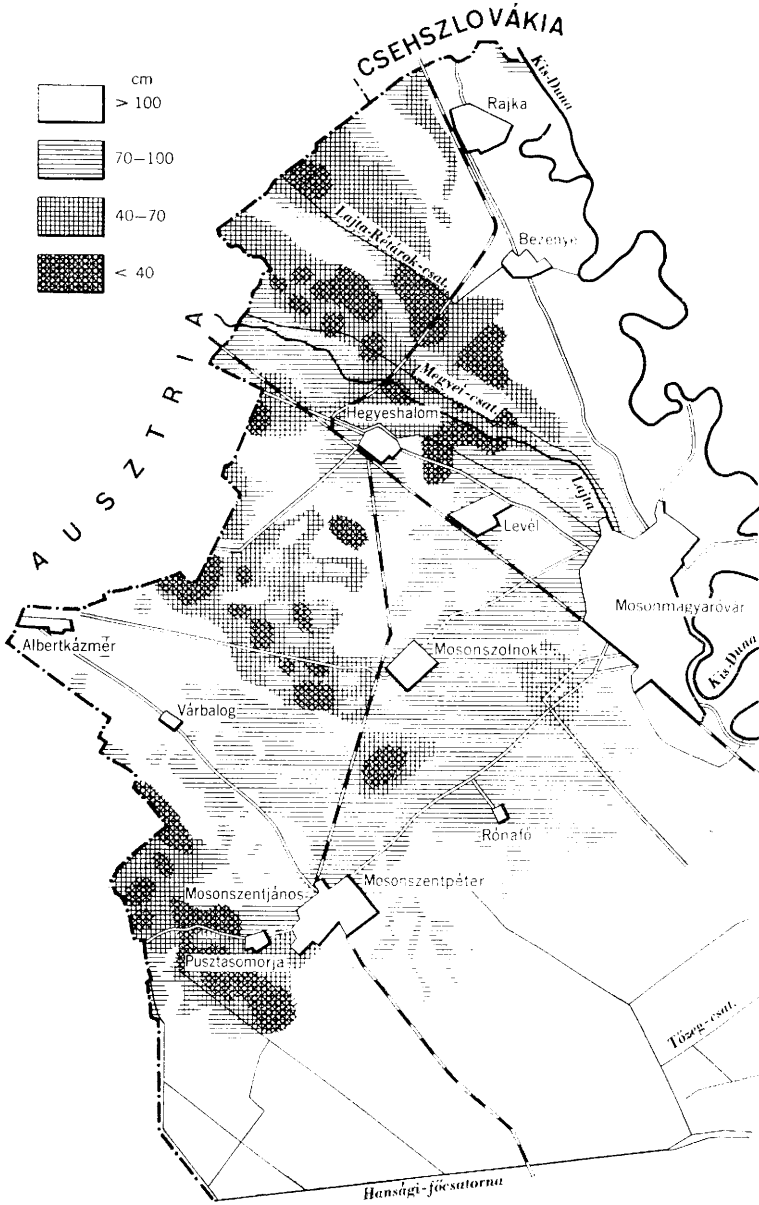 CSEHSZLOVÁKIA
cm
> 100
70–100
40–70
< 40
Kis-Duna
Rajka
Lajta-Rétárok-csat.
Bezenye
AUSZTRIA
Megyei-csat.
Hegyeshalom
Lajta
Levél
Mosonmagyaróvár
Albertkázmér
Mosonszolnok
Kis-Duna
Várbalog
Rónafő
Mosonszentjános
Mosonszentpéter
Pusztasomorja
Tőzeg-csat.
Hansági-főcsatorna